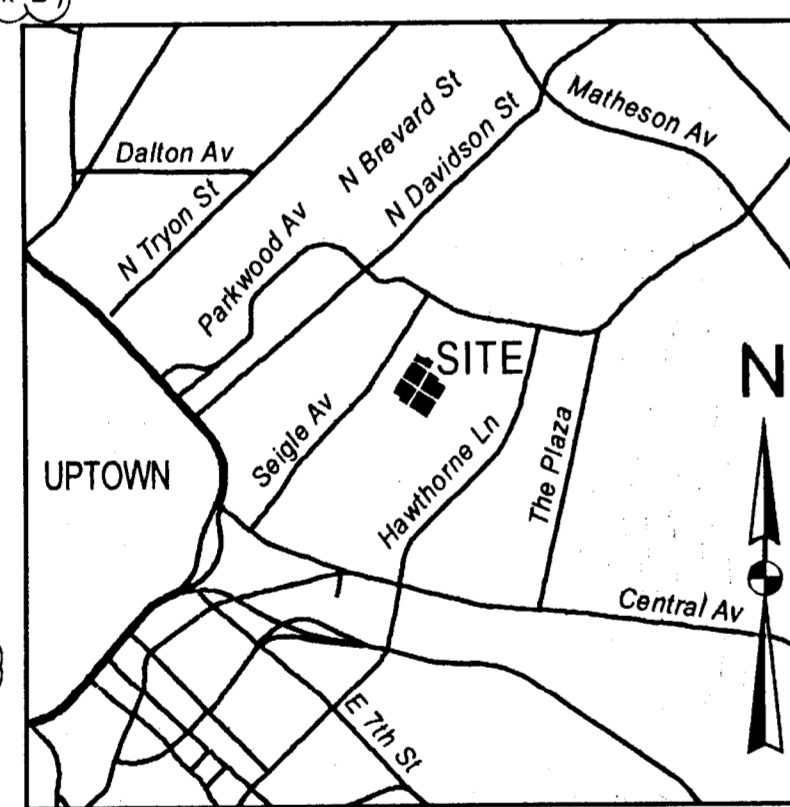 Matheson Av
N Brevard St
Dalton Av
N Davidson St
N Tryon St
Parkwood Av
SITE
N
Seigle Av
Hawthorne Ln
The Plaza
UPTOWN
Central Av
E 7th St